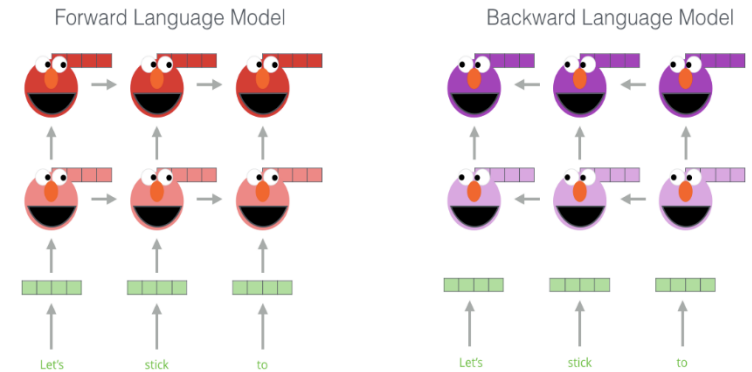 Forward Language Model
Backward Language Model
Let's stick to
Let's stick to